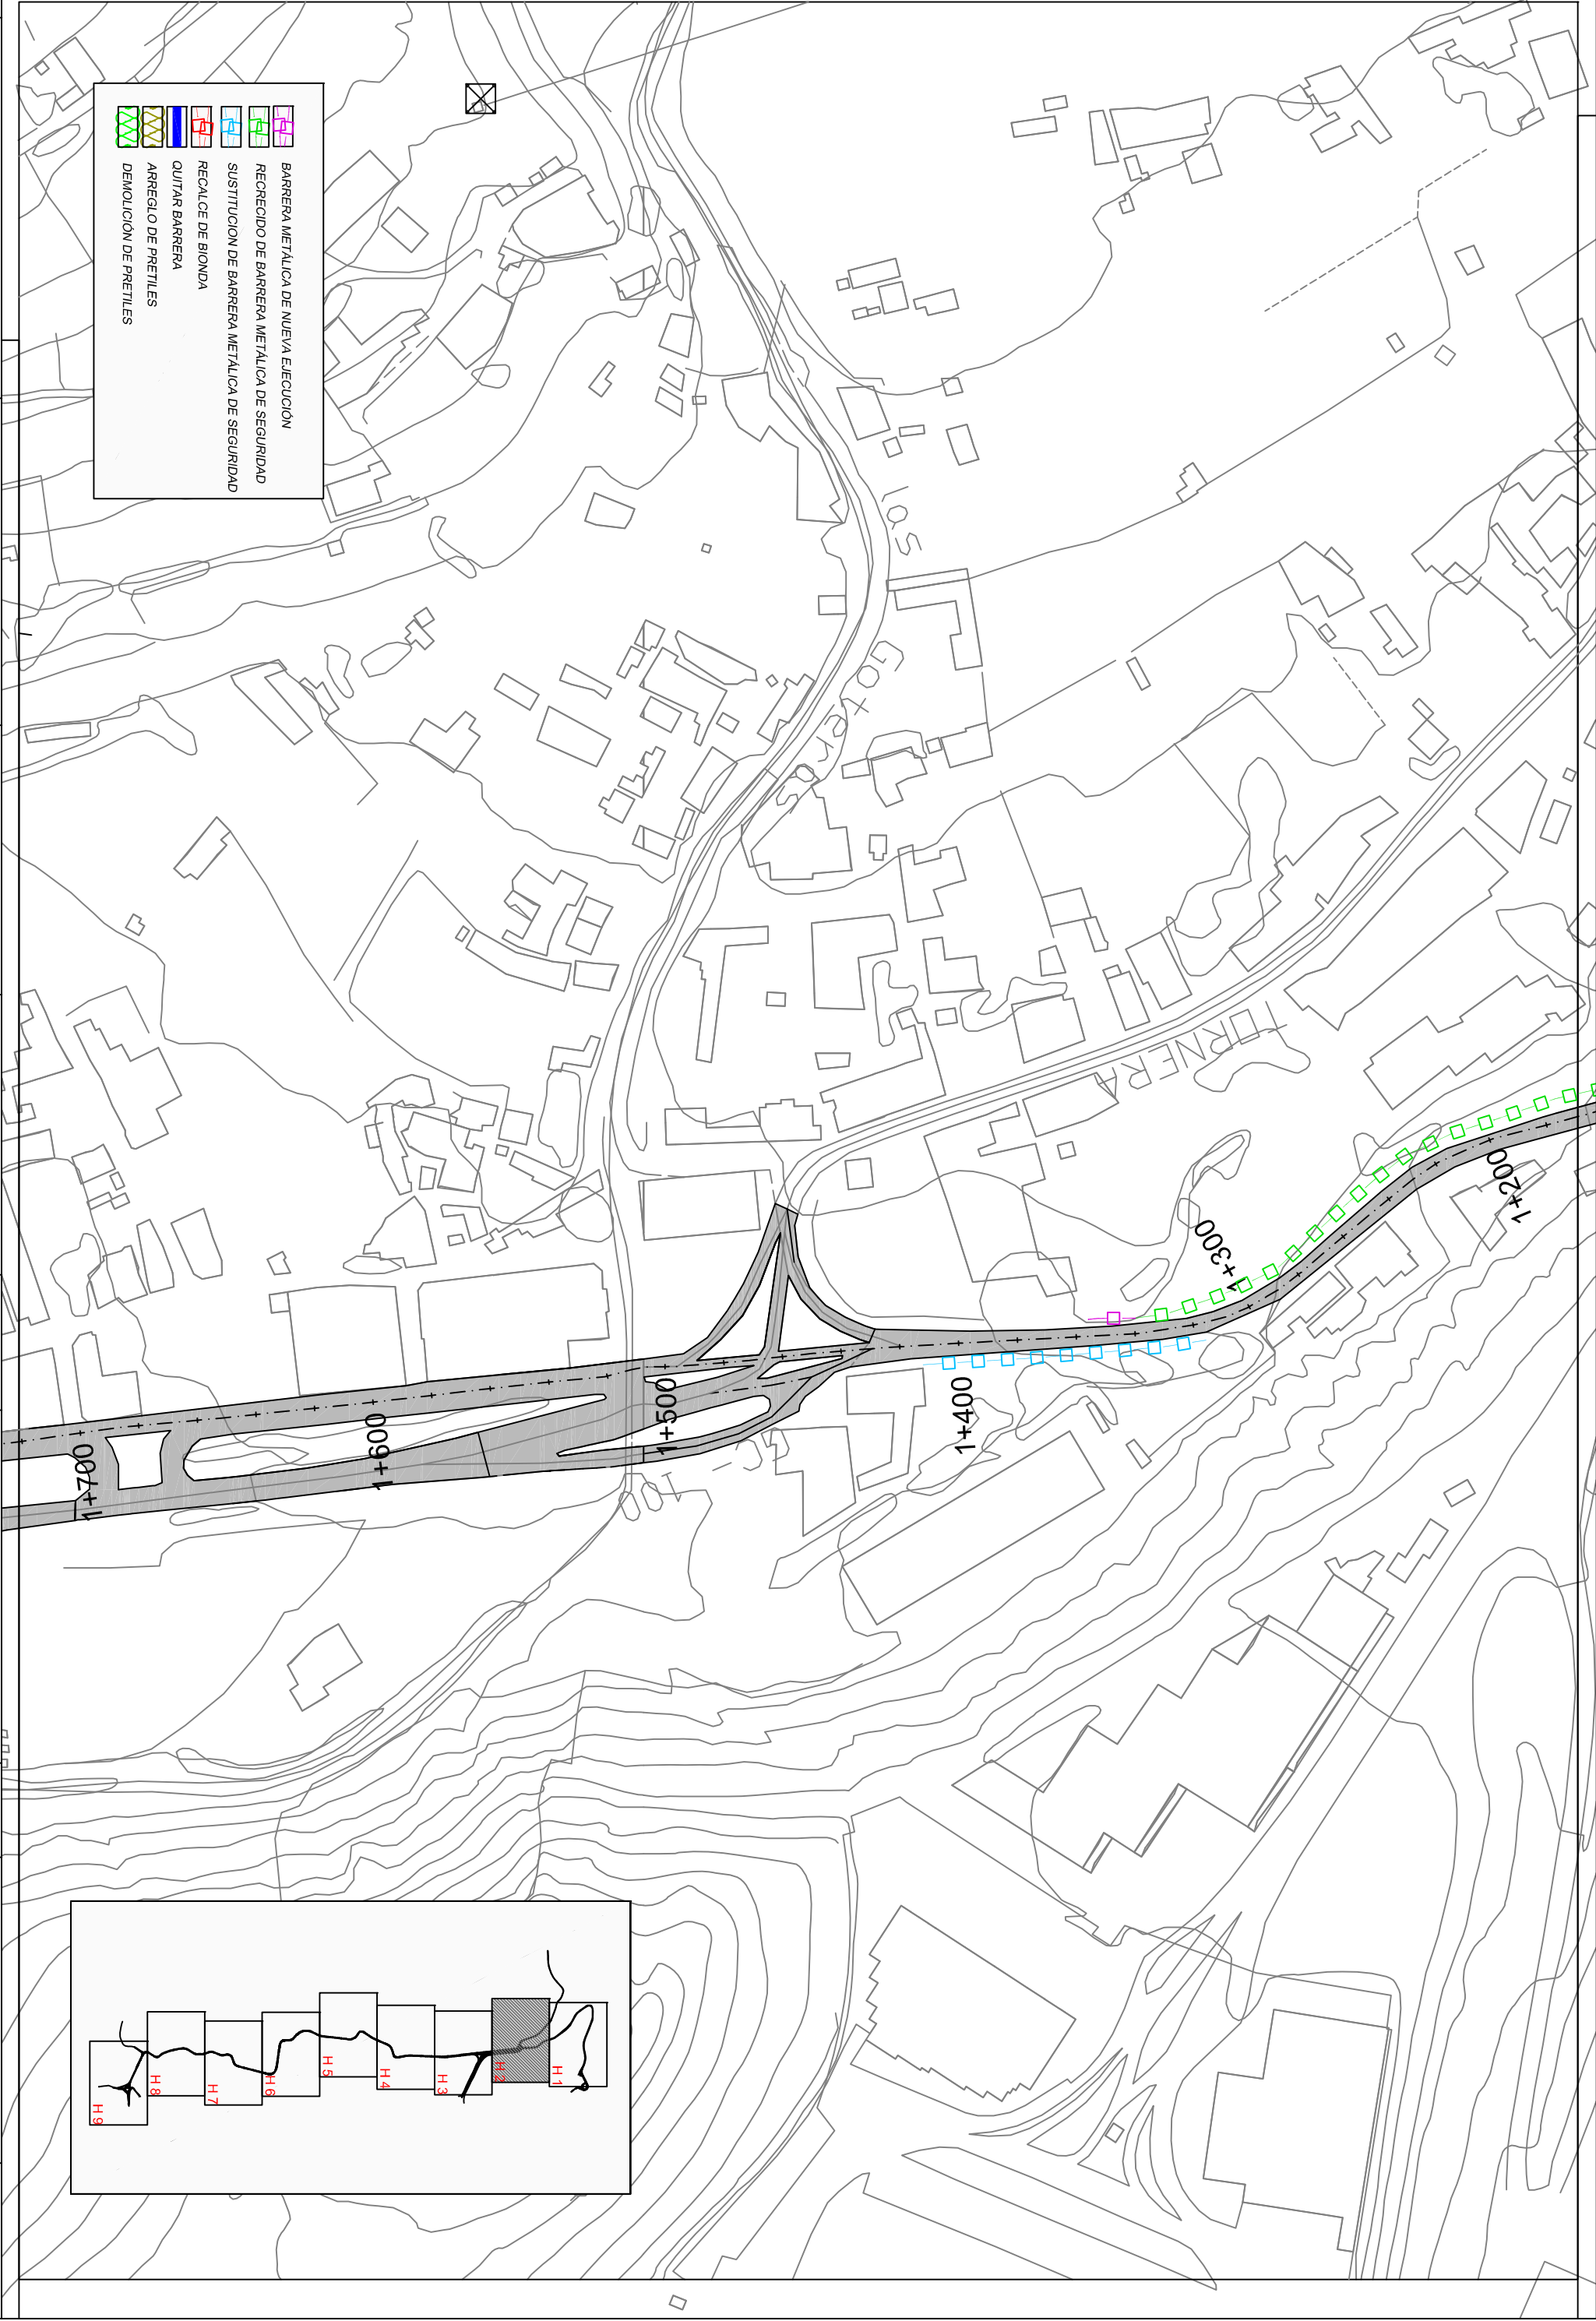 BARRERA METÁLICA DE NUEVA EJECUCIÓN
RECRECIDO DE BARRERA METÁLICA DE SEGURIDAD
SUSTITUCION DE BARRERA METÁLICA DE SEGURIDAD
RECALCE DE BIONDA
QUITAR BARRERA
ARREGLO DE PRETILES
DEMOLICIÓN DE PRETILES
TORNERA
1+200
1+300
1+400
1+500
1+600
1+700
H 1
H 2
H 3
H 4
H 5
H 6
H 7
H 8
H 9